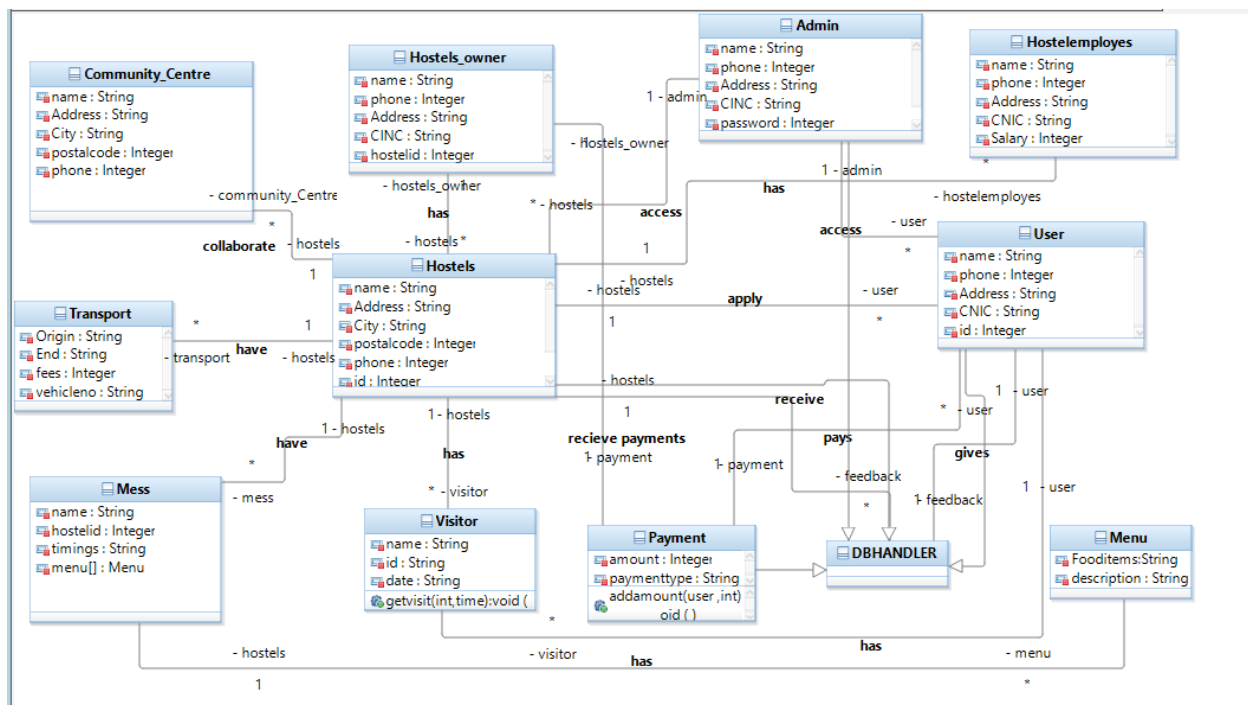 Community_Centre
name : String
Address : String
City : String
postalcode : Integer
phone : Integer
Hostels_owner
name : String
phone : Integer
Address : String
CINC : String
hostelid : Integer
Admin
name : String
phone : Integer
Address : String
CINC : String
password : Integer
Hostelemployes
name : String
phone : Integer
Address : String
CNIC : String
Salary : Integer
1 - admin
- Hostels_owner
1
- hostels_owner
1
has
- hostels *
* - hostels
access
1 - admin
has
*
- hostelemployes
1
- hostels
access
- user
*
- community_Centre
*
collaborate
- hostels
1
User
name : String
phone : Integer
Address : String
CNIC : String
id : Integer
Hostels
name : String
Address : String
City : String
postalcode : Integer
phone : Integer
id : Integer
- hostels
1
apply
- user
*
Transport
Origin : String
End : String
fees : Integer
vehicleno : String
*
- transport
have
1
- hostels
- hostels
1
receive
1 - hostels
have
*
- mess
1 - hostels
has
* - visitor
recieve payments
1- payment
pays
* - user
1- payment
1 - user
gives
- feedback
*
1- feedback
1 - user
Mess
name : String
hostelid : Integer
timings : String
menu[] : Menu
Visitor
name : String
id : String
date : String
getvisit(int,time):void (
Payment
amount : Integer
paymenttype : String
addamount(user ,int)
oid ( )
DBHANDLER
Menu
Fooditems:String
description : String
*
- visitor
has
- hostels
1
has
- menu
*